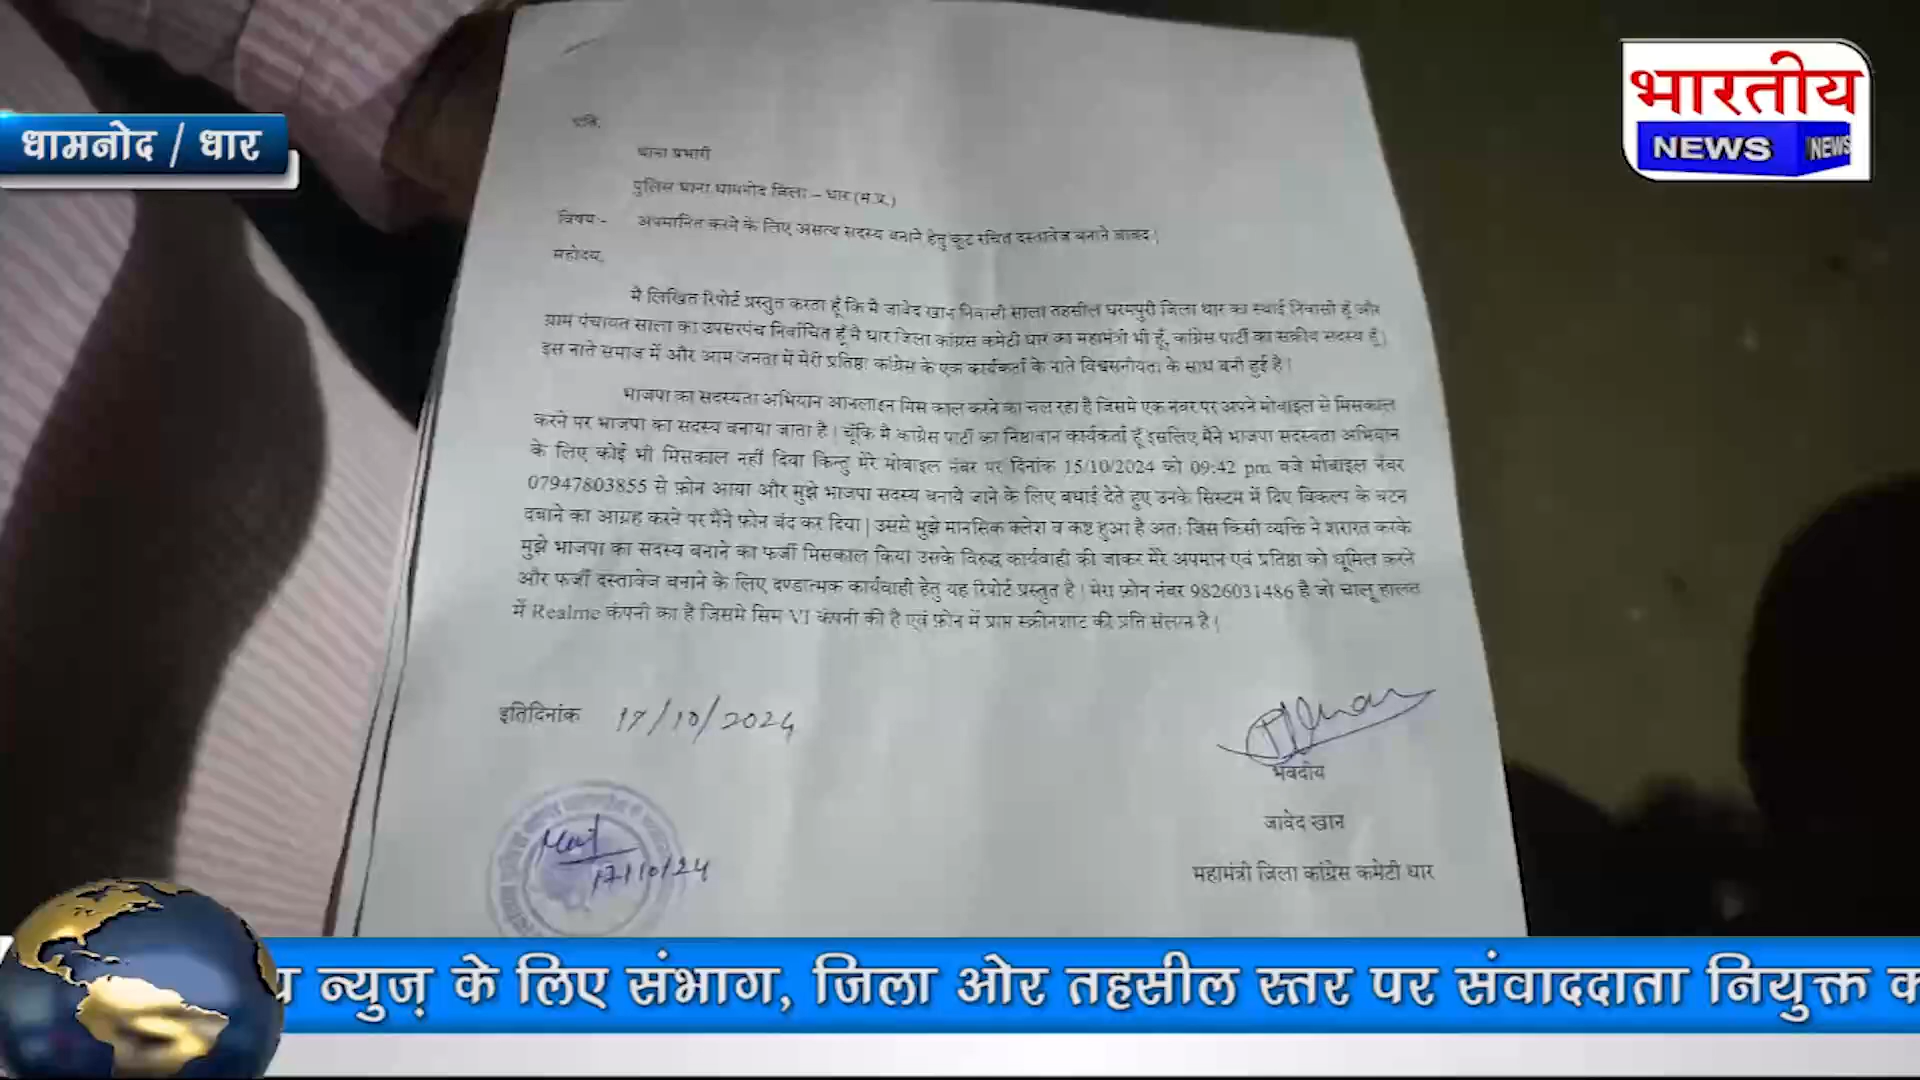 धामनोद / धार
भारतीय
NEWS NEWS
प्रति,
थाना प्रभारी
पुलिस थाना धामनोद जिला:- धार (म.प्र.)
विषय:- अपमानित करने के लिए असत्य सदस्य बनाने हेतु कूट रचित दस्तावेज बनाने बाबद।
महोदय,
मै लिखित रिपोर्ट प्रस्तुत करता हूँ कि मै जावेद खान निवासी साला तहसील धरमपुरी जिला धार का स्थाई निवासी हूँ और
ग्राम पंचायत साला का उपसरपंच निर्वाचित हूँ मै धार जिला कांग्रेस कमेटी धार का महामंत्री भी हूँ, कांग्रेस पार्टी का सक्रीय सदस्य हूँ।
इस नाते समाज में और आम जनता में मेरी प्रतिष्ठा कांग्रेस के एक कार्यकर्ता के नाते विश्वसनीयता के साथ बनी हुई है।
भाजपा का सदस्यता अभियान ऑनलाइन मिस काल करने का चल रहा है जिसमे एक नंबर पर अपने मोबाइल से मिसकाल
करने पर भाजपा का सदस्य बनाया जाता है। चूँकि मै कांग्रेस पार्टी का निष्ठावान कार्यकर्ता हूँ इसलिए मैंने भाजपा सदस्यता अभियान
के लिए कोई भी मिसकाल नहीं दिया किन्तु मेरे मोबाइल नंबर पर दिनांक 15/10/2024 को 09:42 pm बजे मोबाइल नंबर
07947803855 से फ़ोन आया और मुझे भाजपा सदस्य बनाये जाने के लिए बधाई देते हुए उनके सिस्टम में दिए विकल्प के बटन
दबाने का आग्रह करने पर मैंने फ़ोन बंद कर दिया। उससे मुझे मानसिक क्लेश व कष्ट हुआ है अत: जिस किसी व्यक्ति ने शरारत करके
मुझे भाजपा का सदस्य बनाने का फर्जी मिसकाल किया उसके विरुद्ध कार्यवाही की जाकर मेरे अपमान एवं प्रतिष्ठा को धूमिल करने
और फर्जी दस्तावेज बनाने के लिए दण्डात्मक कार्यवाही हेतु यह रिपोर्ट प्रस्तुत है। मेरा फ़ोन नंबर 9826031486 है जो चालू हालत
में Realme कंपनी का है जिसमे सिम VI कंपनी की है एवं फ़ोन में प्राप्त स्क्रीनशाट की प्रति संलग्न है।
इतिदिनांक 17/10/2024
भवदीय
जावेद खान
17/10/24
महामंत्री जिला कांग्रेस कमेटी धार
य न्युज़ के लिए संभाग, जिला ओर तहसील स्तर पर संवाददाता नियुक्त क